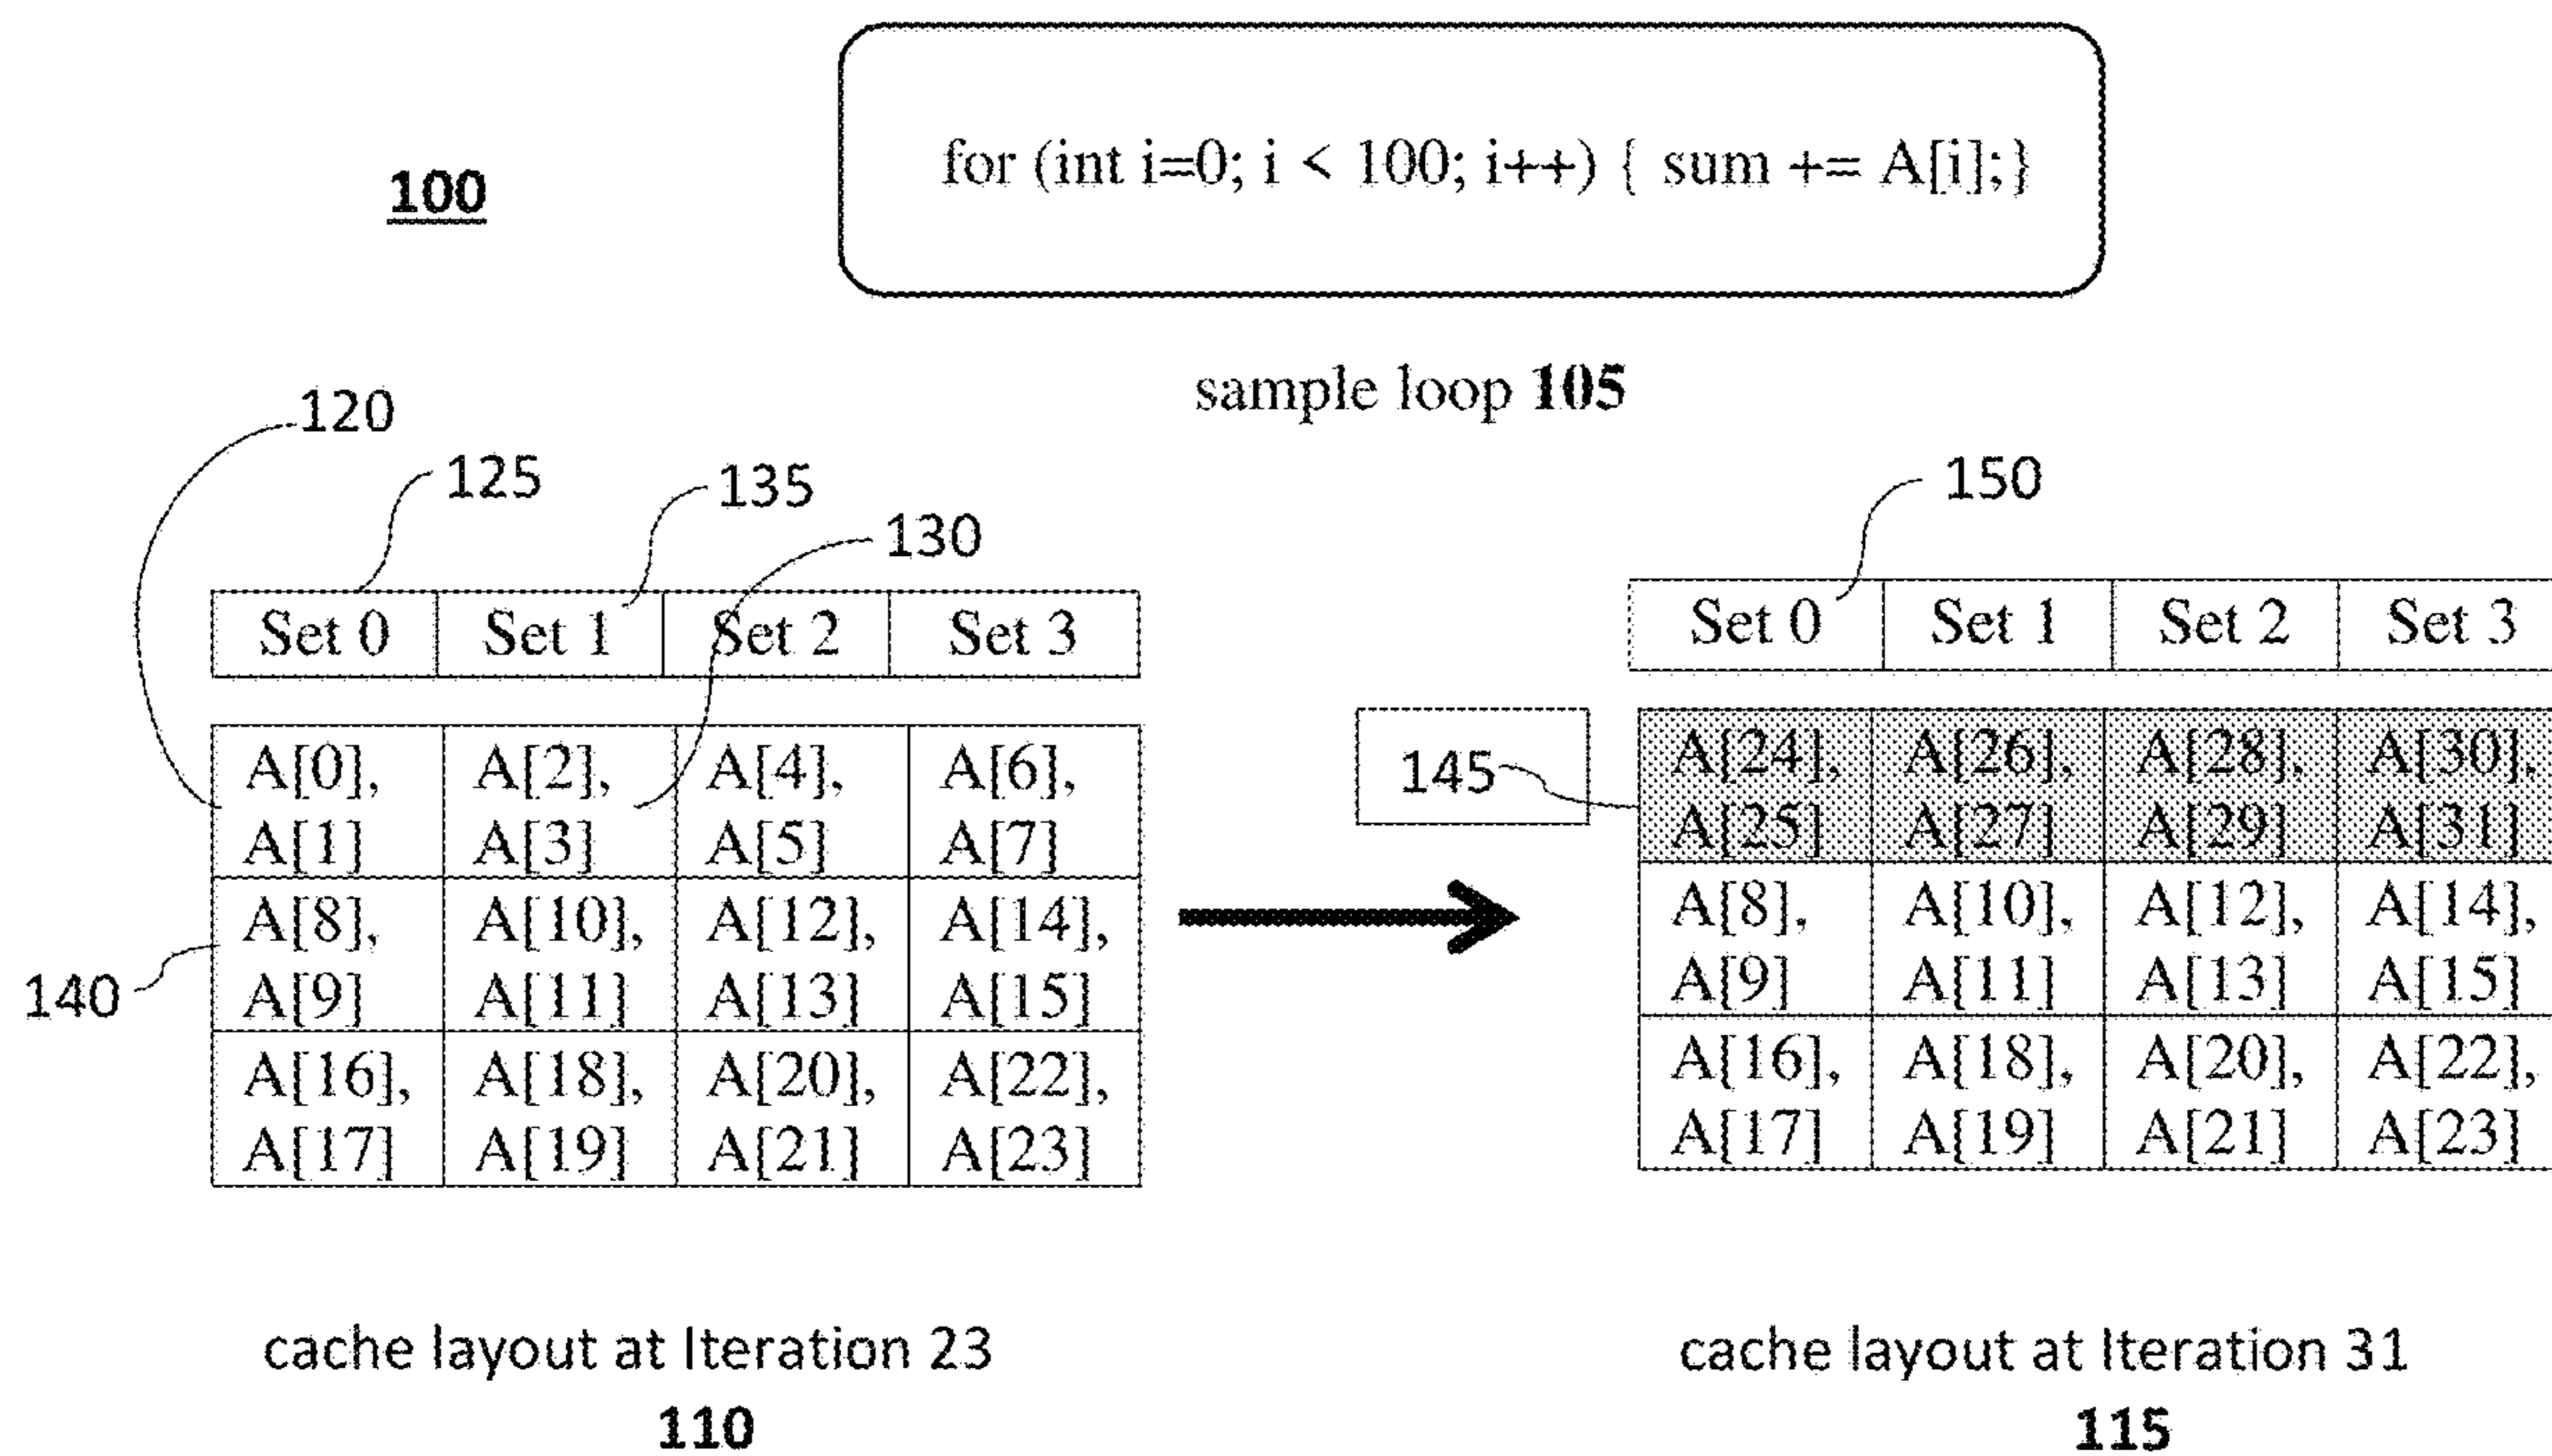 for (int i=0; i < 100; i++) { sum += A[i];}
100
sample loop 105
120
125
135
130
150
Set 0 Set 1 Set 2 Set 3
Set 0 Set 1 Set 2 Set 3
145
140
A[0], A[2], A[4], A[6],
A[1] A[3] A[5] A[7]
A[8], A[10], A[12], A[14],
A[9] A[11] A[13] A[15]
A[16], A[18], A[20], A[22],
A[17] A[19] A[21] A[23]
A[24], A[26], A[28], A[30],
A[25] A[27] A[29] A[31]
A[8], A[10], A[12], A[14],
A[9] A[11] A[13] A[15]
A[16], A[18], A[20], A[22],
A[17] A[19] A[21] A[23]
cache layout at Iteration 23
110
cache layout at Iteration 31
115